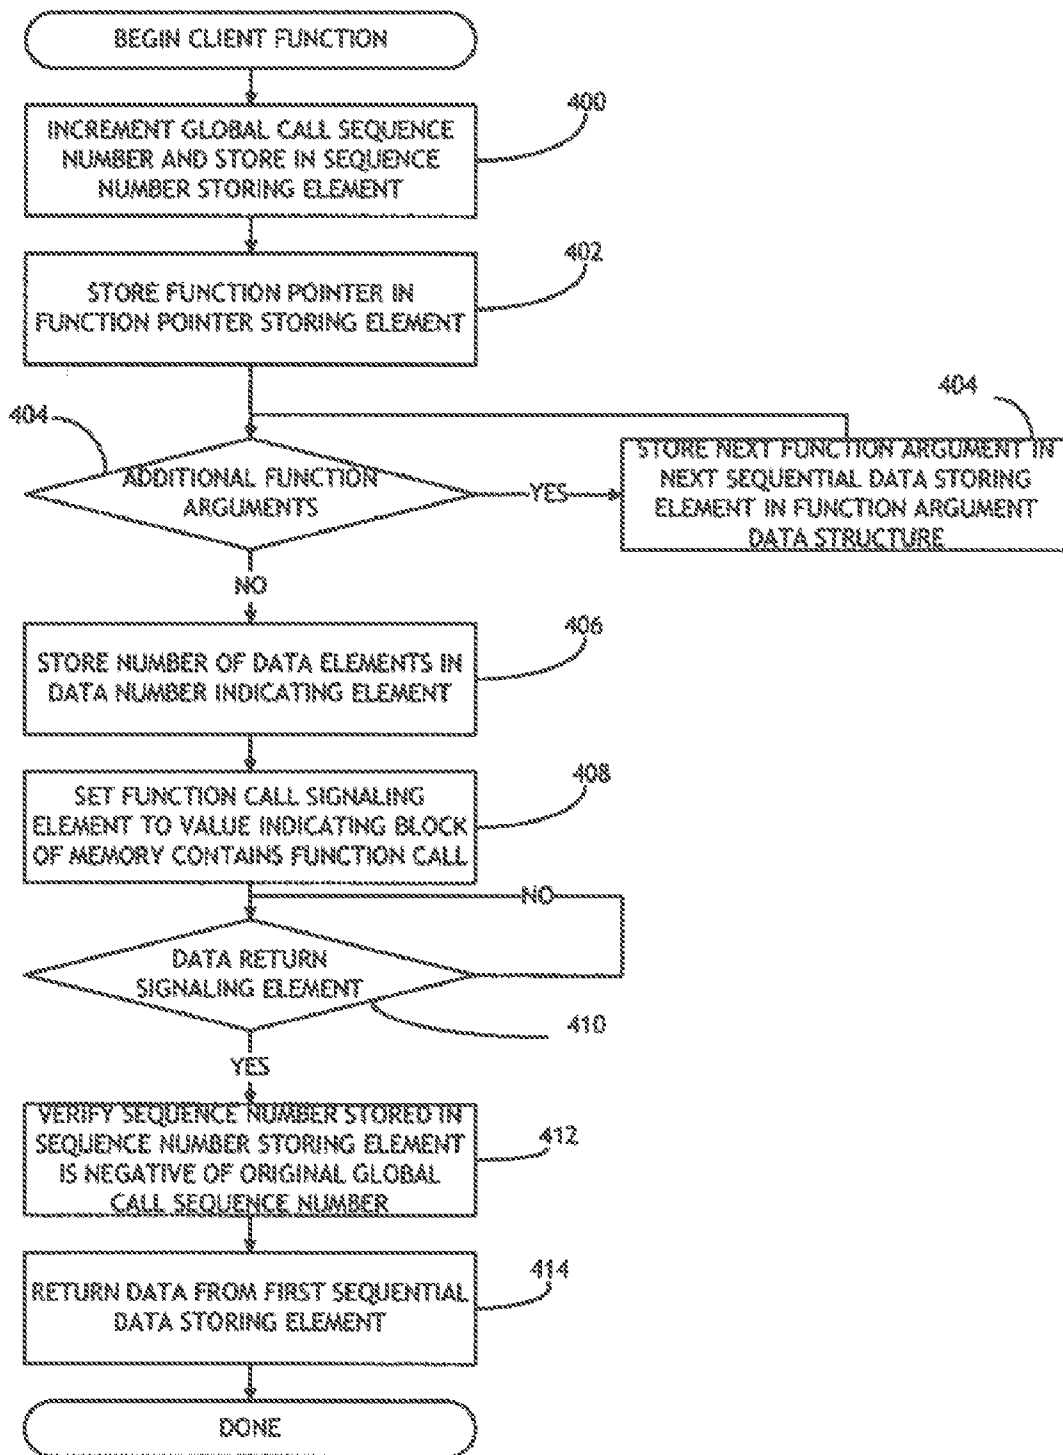 BEGIN CLIENT FUNCTION
400
INCREMENT GLOBAL CALL SEQUENCE
NUMBER AND STORE IN SEQUENCE
NUMBER STORING ELEMENT
402
STORE FUNCTION POINTER IN
FUNCTION POINTER STORING ELEMENT
404
ADDITIONAL FUNCTION
ARGUMENTS
YES
404
STORE NEXT FUNCTION ARGUMENT IN
NEXT SEQUENTIAL DATA STORING
ELEMENT IN FUNCTION ARGUMENT
DATA STRUCTURE
NO
406
STORE NUMBER OF DATA ELEMENTS IN
DATA NUMBER INDICATING ELEMENT
408
SET FUNCTION CALL SIGNALING
ELEMENT TO VALUE INDICATING BLOCK
OF MEMORY CONTAINS FUNCTION CALL
NO
DATA RETURN
SIGNALING ELEMENT
410
YES
VERIFY SEQUENCE NUMBER STORED IN
SEQUENCE NUMBER STORING ELEMENT
IS NEGATIVE OF ORIGINAL GLOBAL
CALL SEQUENCE NUMBER
412
RETURN DATA FROM FIRST SEQUENTIAL
DATA STORING ELEMENT
414
DONE